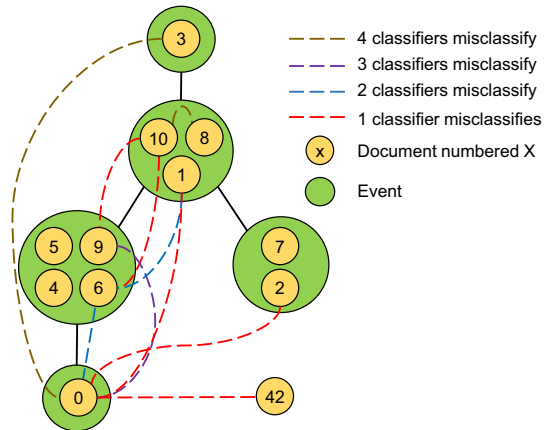 3
10
8
1
5
9
4
6
7
2
0
42
4 classifiers misclassify
3 classifiers misclassify
2 classifiers misclassify
1 classifier misclassifies
x Document numbered X
Event